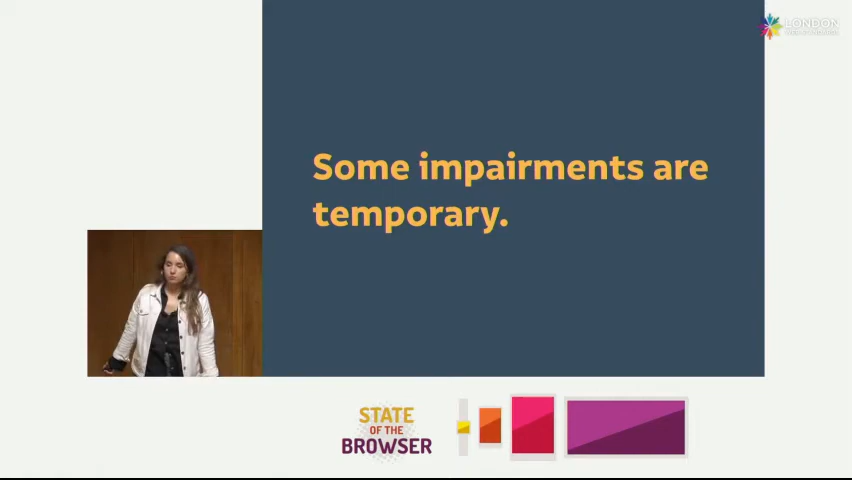 LONDON
Some impairments are
temporary.
STATE
OF THE
BROWSER